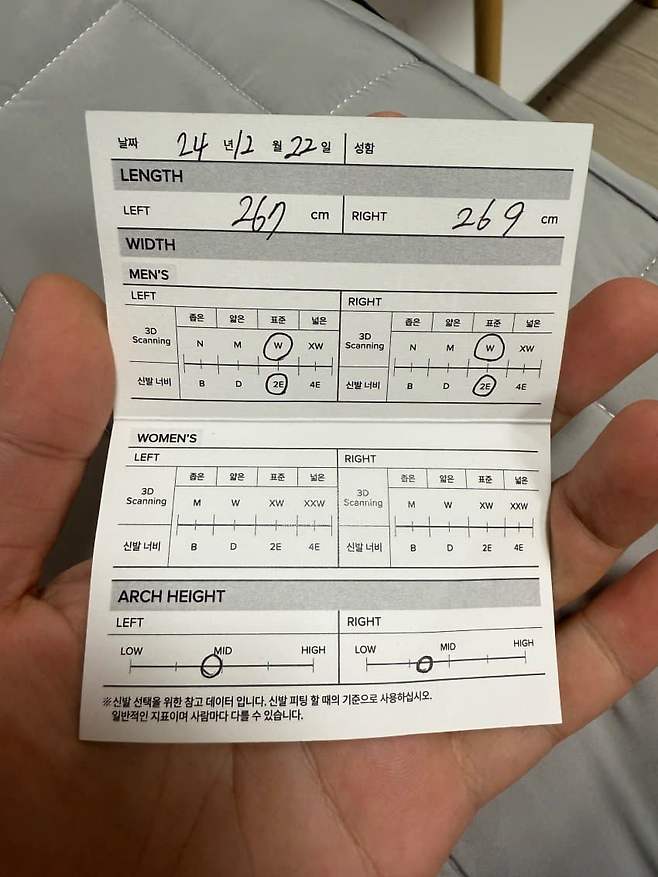 날짜 24 년 12 월 22 일 성함
LENGTH
LEFT 267 cm RIGHT 269 cm
WIDTH
MEN'S
LEFT RIGHT
3D Scanning 좁은 얇은 표준 넓은 3D Scanning 좁은 얇은 표준 넓은
N M W XW N M W XW
신발 너비 B D 2E 4E 신발 너비 B D 2E 4E
WOMEN'S
LEFT RIGHT
3D Scanning 좁은 얇은 표준 넓은 3D Scanning 좁은 얇은 표준 넓은
M W XW XXW M W XW XXW
신발 너비 B D 2E 4E 신발 너비 B D 2E 4E
ARCH HEIGHT
LEFT RIGHT
LOW MID HIGH LOW MID HIGH
※신발 선택을 위한 참고 데이터 입니다. 신발 피팅 할 때의 기준으로 사용하십시오.
일반적인 지표이며 사람마다 다를 수 있습니다.